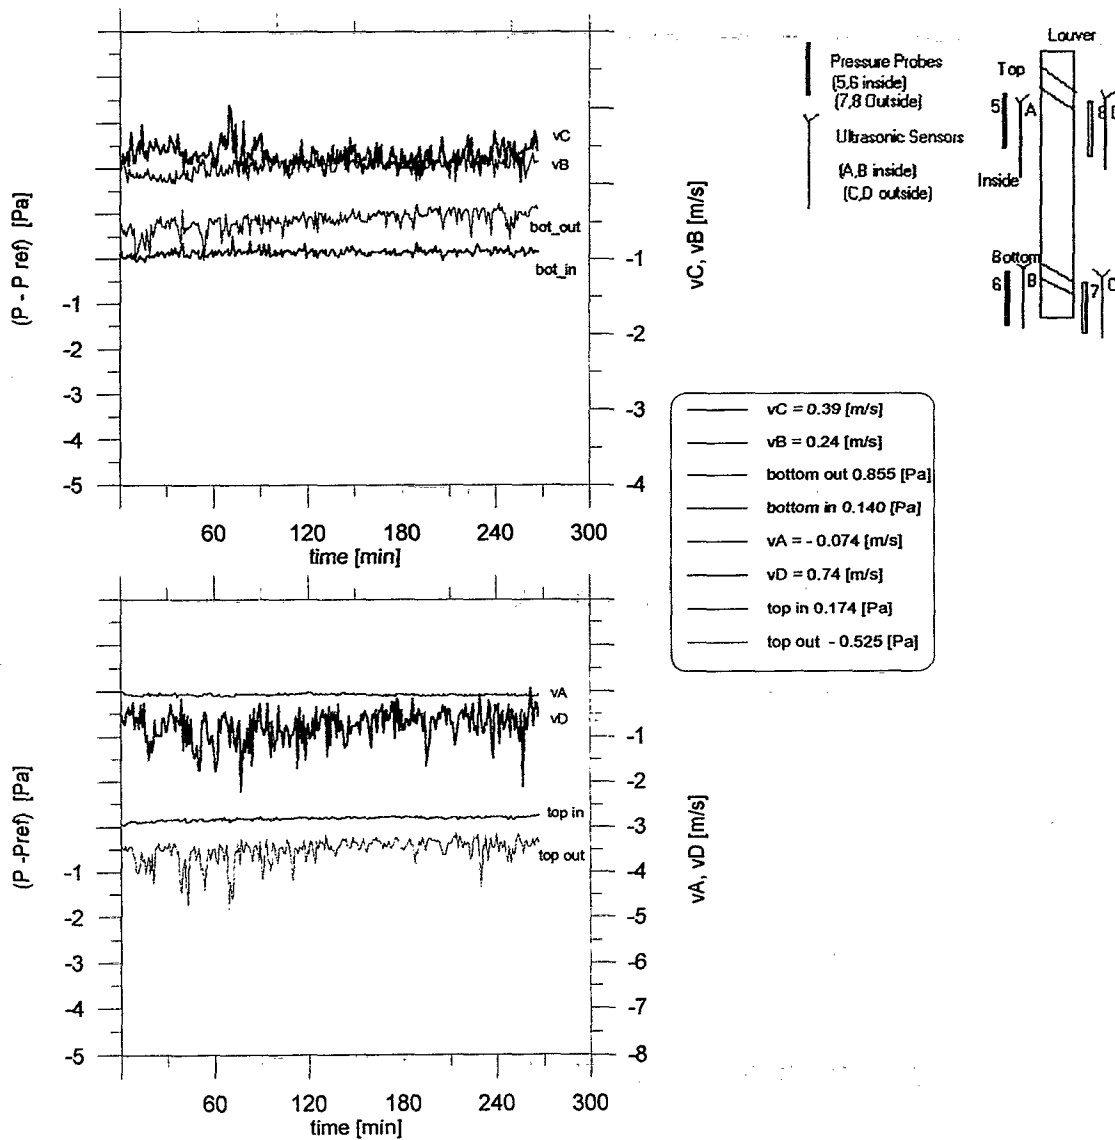 vC
vB
bot_out
bot_in
(P - P ref) [Pa]
-1
-2
-3
-4
-5
vC, vB [m/s]
-1
-2
-3
-4
60 120 180 240 300
time [min]
Pressure Probes
(5,6 inside)
(7,8 Outside)
Ultrasonic Sensors
(A,B inside)
(C,D outside)
Louver
Top
5 A 8 D
Inside
Bottom
6 B 7
vC = 0.39 [m/s]
vB = 0.24 [m/s]
bottom out 0.855 [Pa]
bottom in 0.140 [Pa]
vA = - 0.074 [m/s]
vD = 0.74 [m/s]
top in 0.174 [Pa]
top out - 0.525 [Pa]
vA
vD
top in
top out
(P -Pref) [Pa]
-1
-2
-3
-4
-5
vA, vD [m/s]
-1
-2
-3
-4
-5
-6
-7
-8
60 120 180 240 300
time [min]